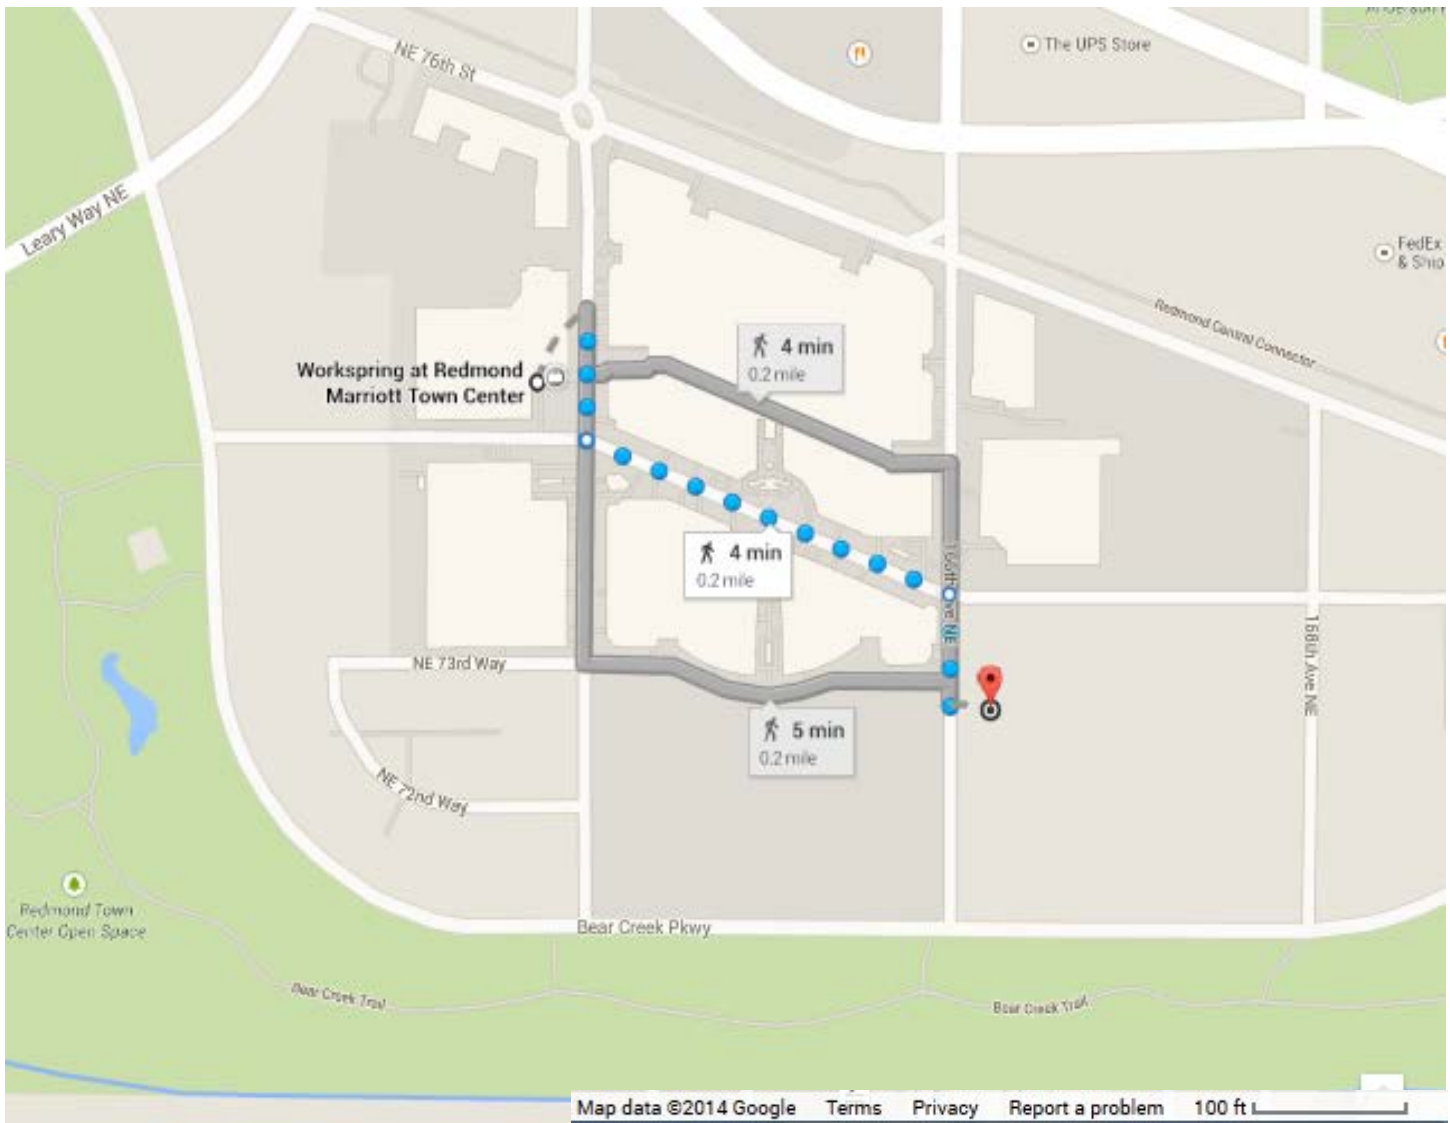 NE 76th St
The UPS Store
Leary Way NE
FedEx
& Ship
Redmond Central Connector
4 min
0.2 mile
Workspring at Redmond
Marriott Town Center
4 min
0.2 mile
166th Ave NE
168th Ave NE
NE 73rd Way
5 min
0.2 mile
NE 72nd Way
Redmond Town
Center Open Space
Bear Creek Pkwy
Bear Creek Trail
Bear Creek Trail
Map data ©2014 Google Terms Privacy Report a problem 100 ft